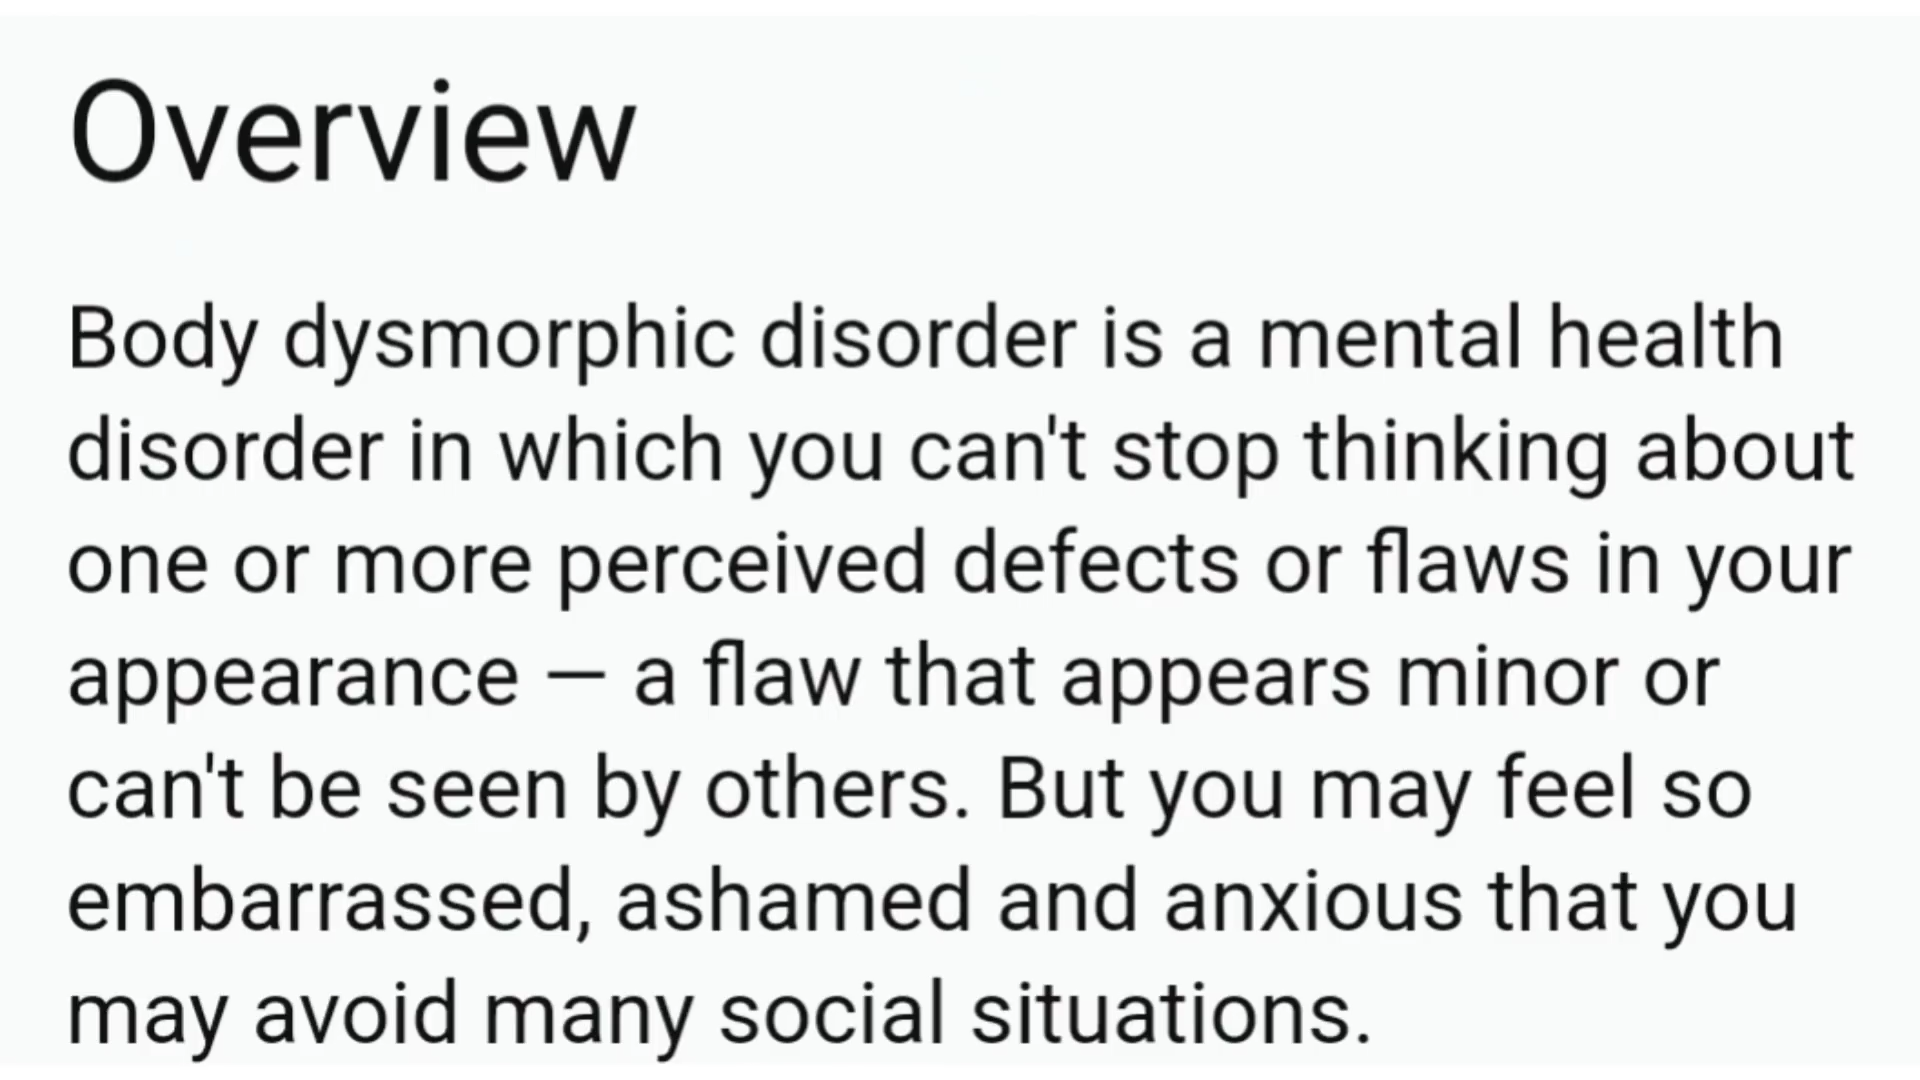 Overview
Body dysmorphic disorder is a mental health
disorder in which you can't stop thinking about
one or more perceived defects or flaws in your
appearance — a flaw that appears minor or
can't be seen by others. But you may feel so
embarrassed, ashamed and anxious that you
may avoid many social situations.